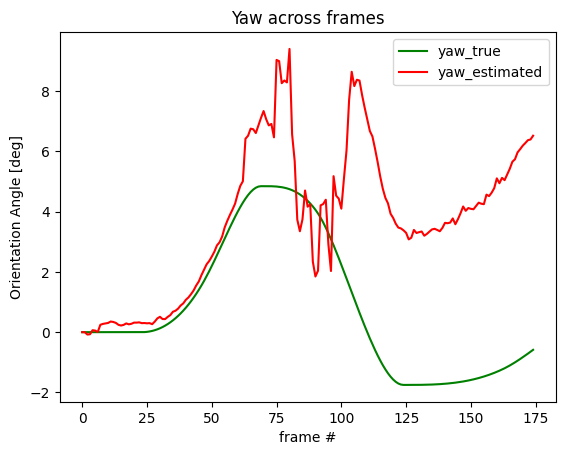 Yaw across frames
yaw_true
yaw_estimated
Orientation Angle [deg]
8
6
4
2
0
−2
0 25 50 75 100 125 150 175
frame #